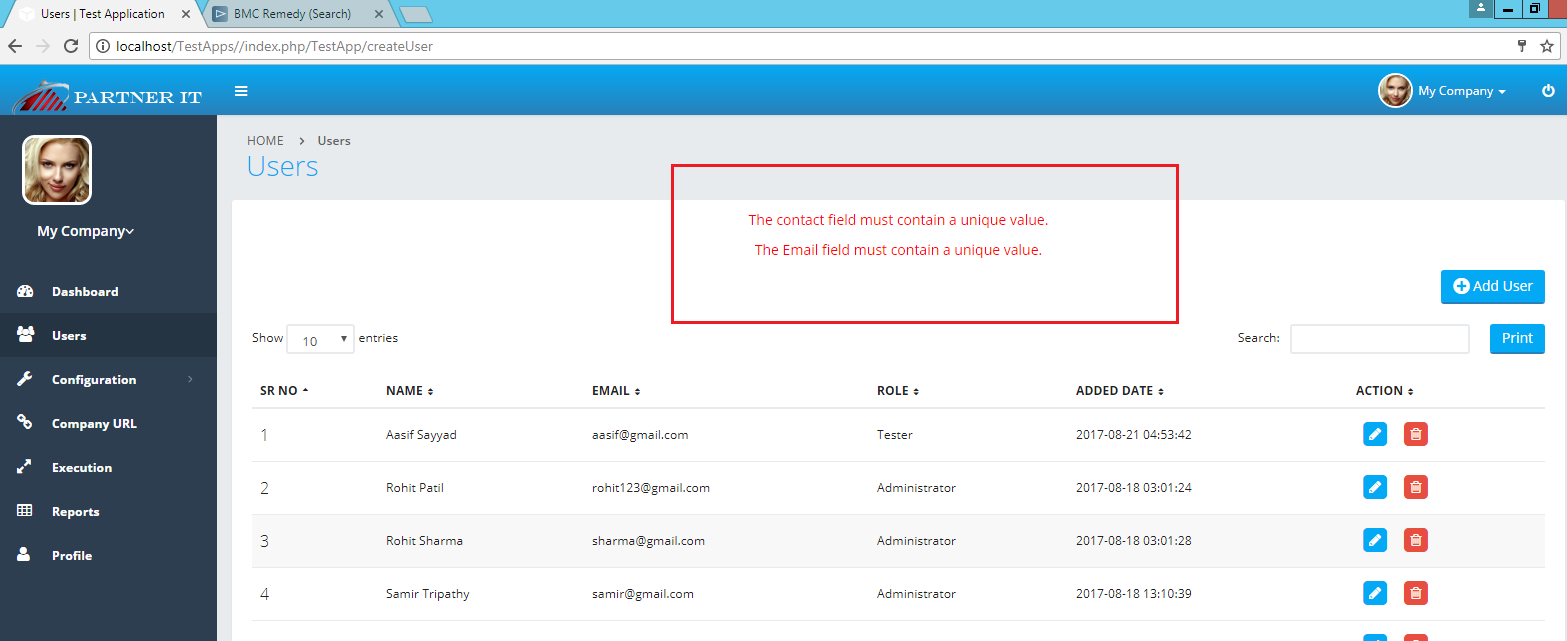 Users | Test Application
BMC Remedy (Search)
localhost/TestApps//index.php/TestApp/createUser
PARTNER IT
My Company
My Company
Dashboard
Users
Configuration
Company URL
Execution
Reports
Profile
HOME > Users
Users
The contact field must contain a unique value.
The Email field must contain a unique value.
Add User
Show 10 entries
Search:
Print
SR NO NAME EMAIL ROLE ADDED DATE ACTION
1 Aasif Sayyad aasif@gmail.com Tester 2017-08-21 04:53:42
2 Rohit Patil rohit123@gmail.com Administrator 2017-08-18 03:01:24
3 Rohit Sharma sharma@gmail.com Administrator 2017-08-18 03:01:28
4 Samir Tripathy samir@gmail.com Administrator 2017-08-18 13:10:39